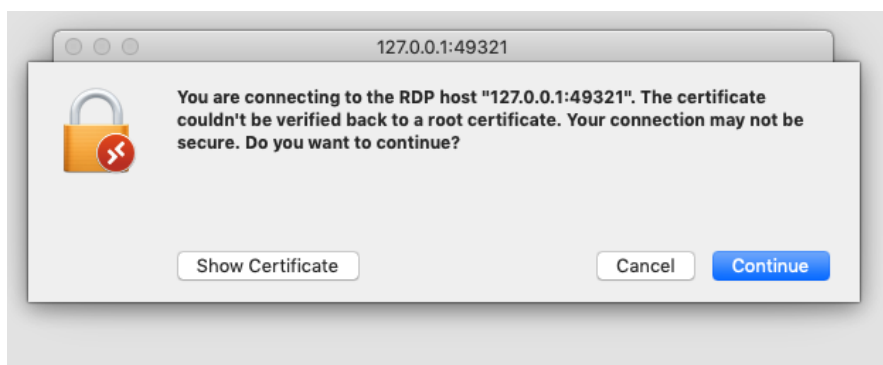 127.0.0.1:49321
You are connecting to the RDP host "127.0.0.1:49321". The certificate
couldn't be verified back to a root certificate. Your connection may not be
secure. Do you want to continue?
Show Certificate
Cancel
Continue